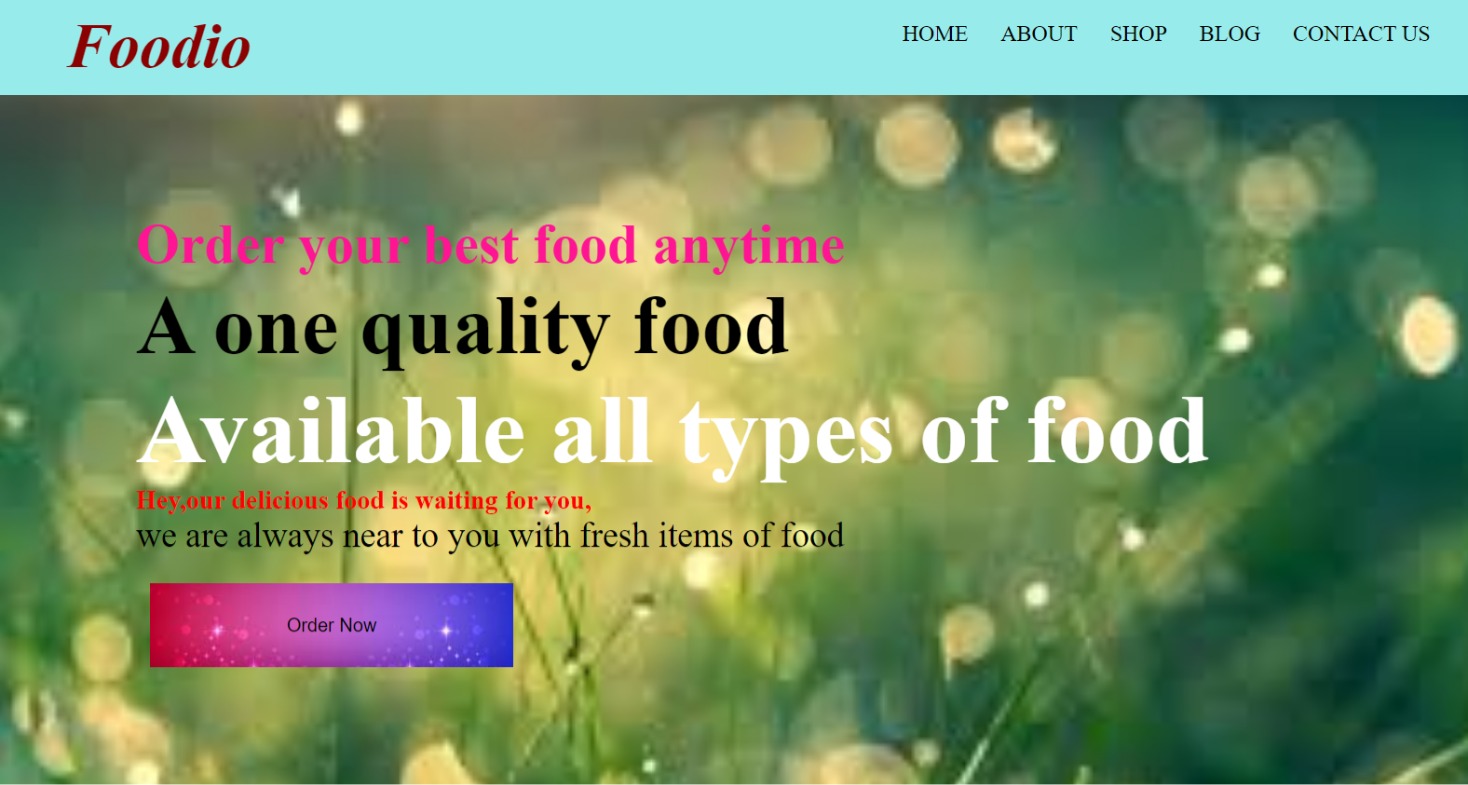 Foodio
HOME ABOUT SHOP BLOG CONTACT US
Order your best food anytime
A one quality food
Available all types of food
Hey,our delicious food is waiting for you,
we are always near to you with fresh items of food
Order Now